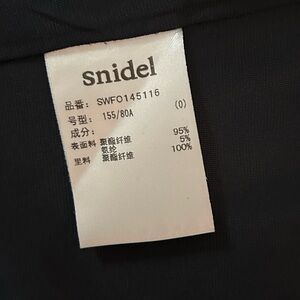 snidel
品番： SWFO145116
号型： 155/80A (0)
成分：
表面料 聚酯纤维 95%
氨纶 5%
里料 聚酯纤维 100%